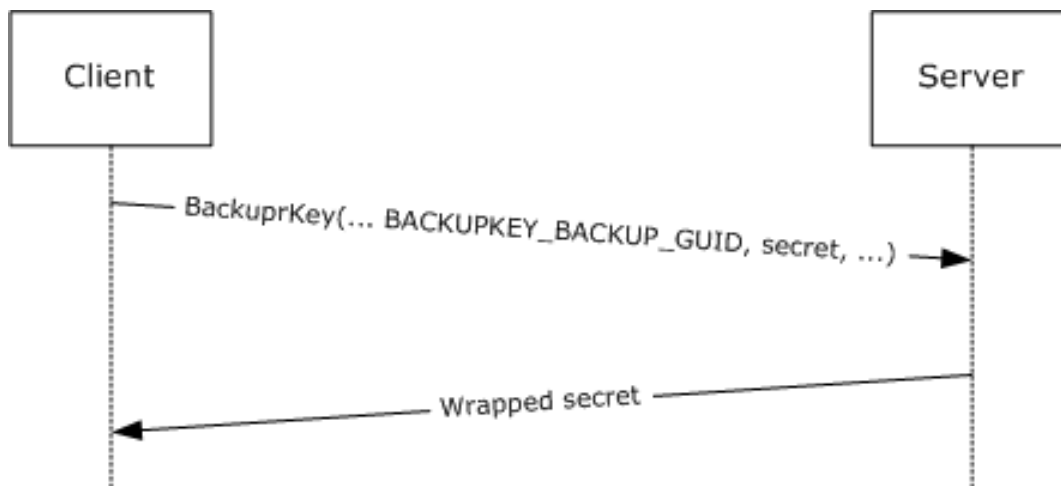 Client
Server
BackuprKey(... BACKUPKEY_BACKUP_GUID, secret, ...)
Wrapped secret